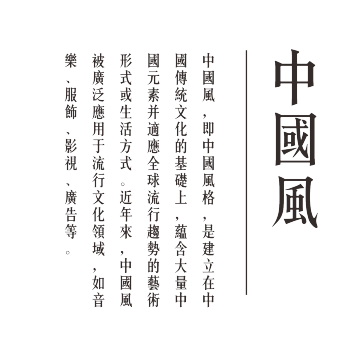 中國風
中國風，即中國風格，是建立在中
國傳統文化的基礎上，蘊含大量中
國元素并適應全球流行趨勢的藝術
形式或生活方式。近年來，中國風
被廣泛應用于流行文化領域，如音
樂、服飾、影視、廣告等。